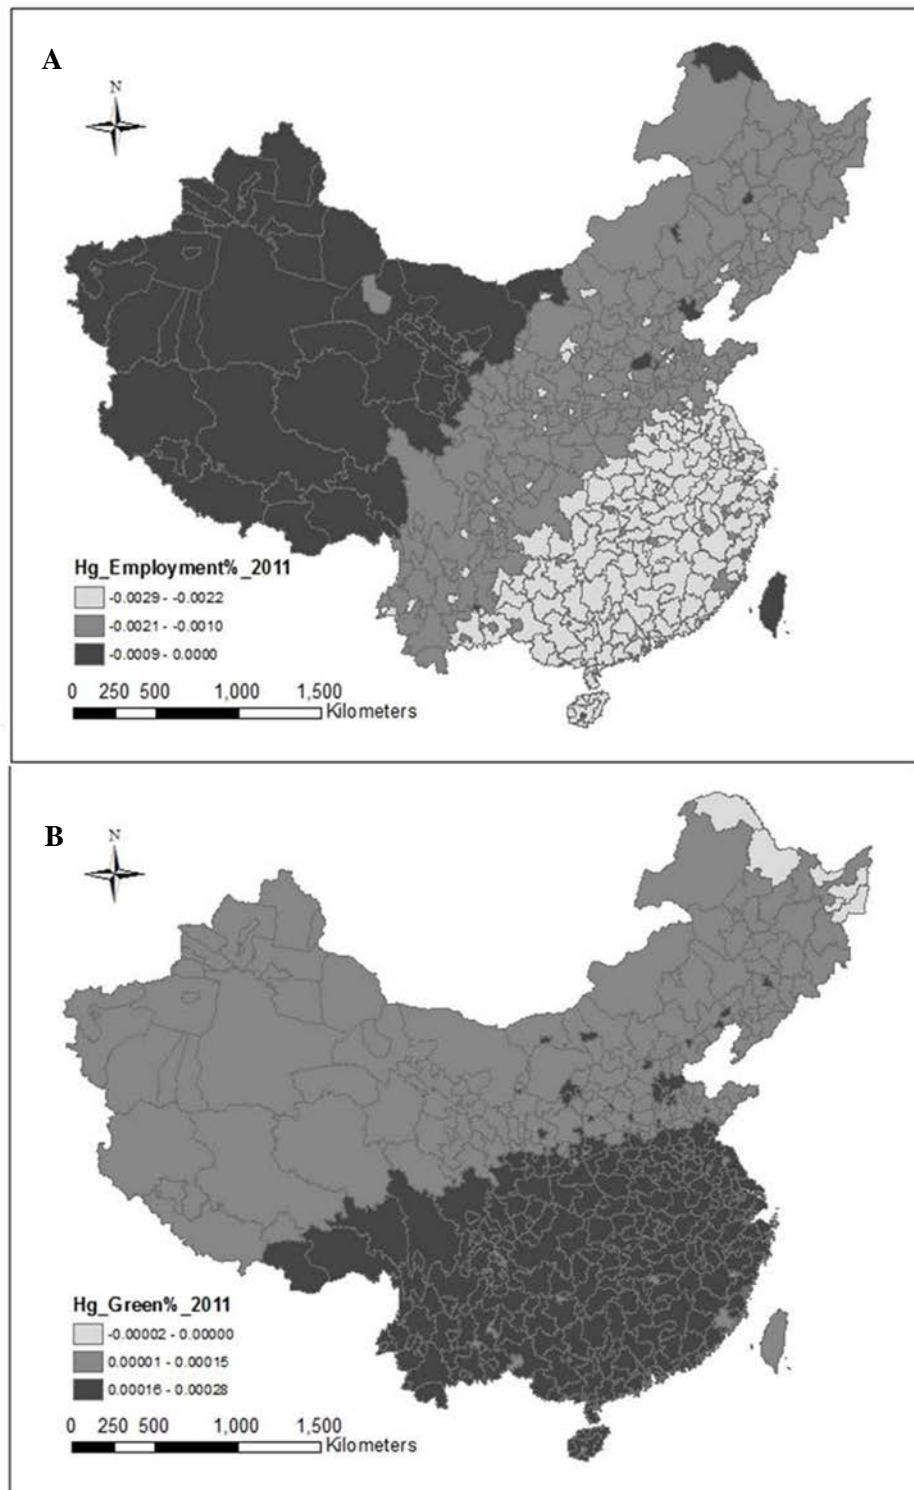 A
N
Hg_Employment%_2011
-0.0029 - -0.0022
-0.0021 - -0.0010
-0.0009 - 0.0000
0 250 500 1,000 1,500
Kilometers
B
N
Hg_Green%_2011
-0.00002 - 0.00000
0.00001 - 0.00015
0.00016 - 0.00028
0 250 500 1,000 1,500
Kilometers